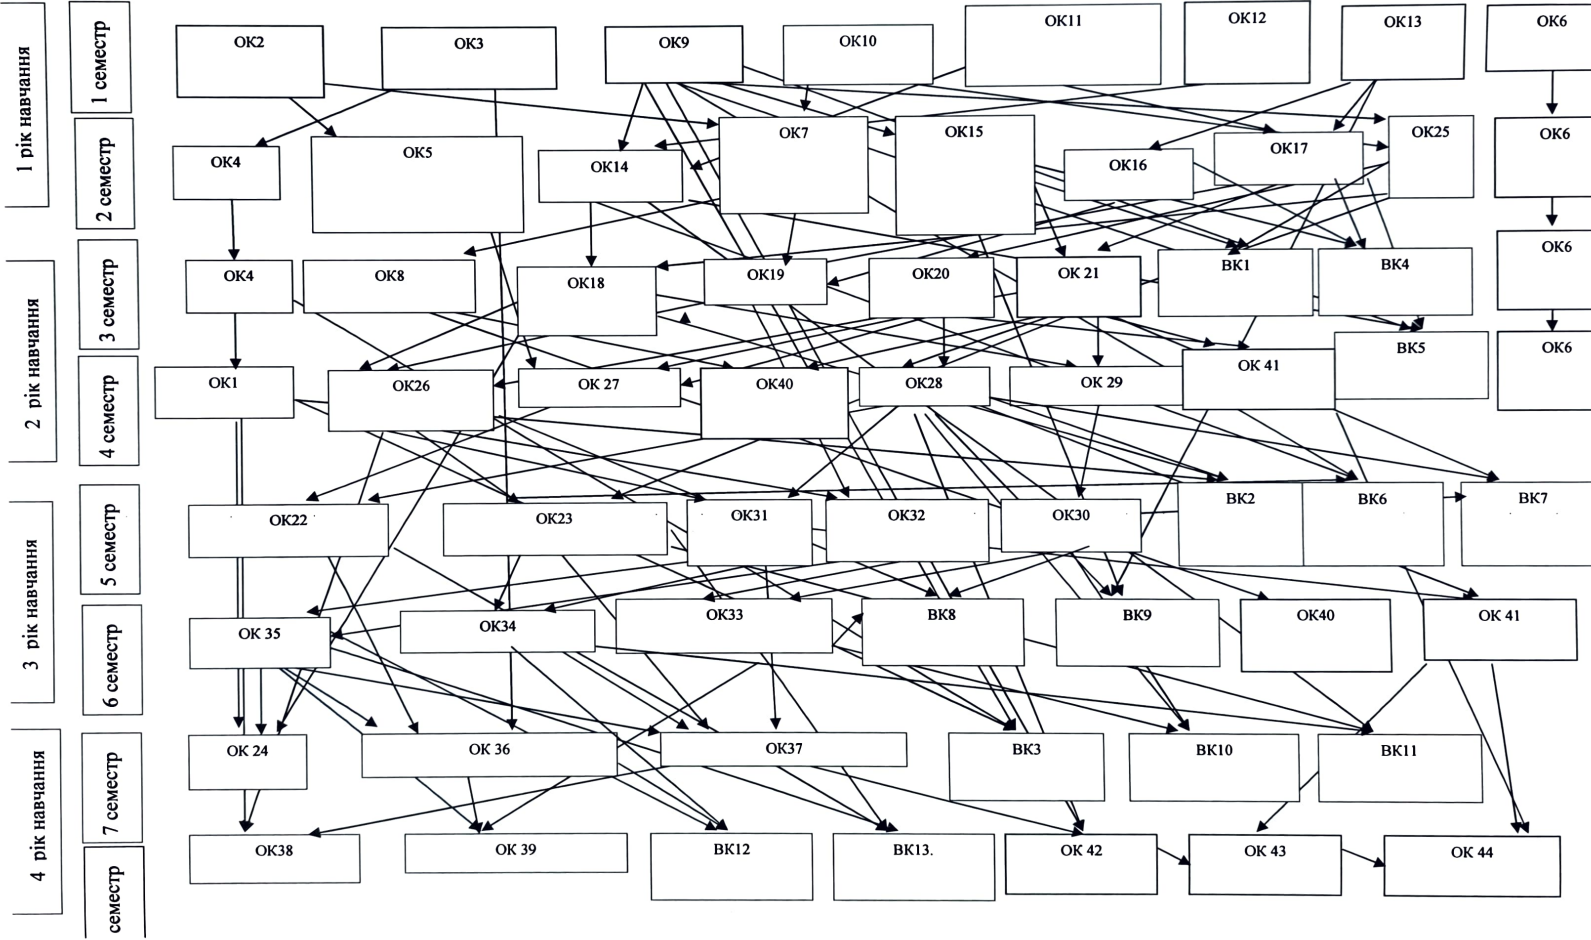 1 рік навчання
1 семестр
ОК2
ОК3
ОК9
ОК10
ОК11
ОК12
ОК13
ОК6
2 семестр
ОК4
ОК5
ОК14
ОК7
ОК15
ОК16
ОК17
ОК25
ОК6
2 рік навчання
3 семестр
ОК4
ОК8
ОК18
ОК19
ОК20
ОК 21
ВК1
ВК4
ОК6
4 семестр
ОК1
ОК26
ОК 27
ОК40
ОК28
ОК 29
ОК 41
ВК5
ОК6
3 рік навчання
5 семестр
ОК22
ОК23
ОК31
ОК32
ОК30
ВК2
ВК6
ВК7
6 семестр
ОК 35
ОК34
ОК33
ВК8
ВК9
ОК40
ОК 41
4 рік навчання
7 семестр
ОК 24
ОК 36
ОК37
ВК3
ВК10
ВК11
семестр
ОК38
ОК 39
ВК12
ВК13.
ОК 42
ОК 43
ОК 44